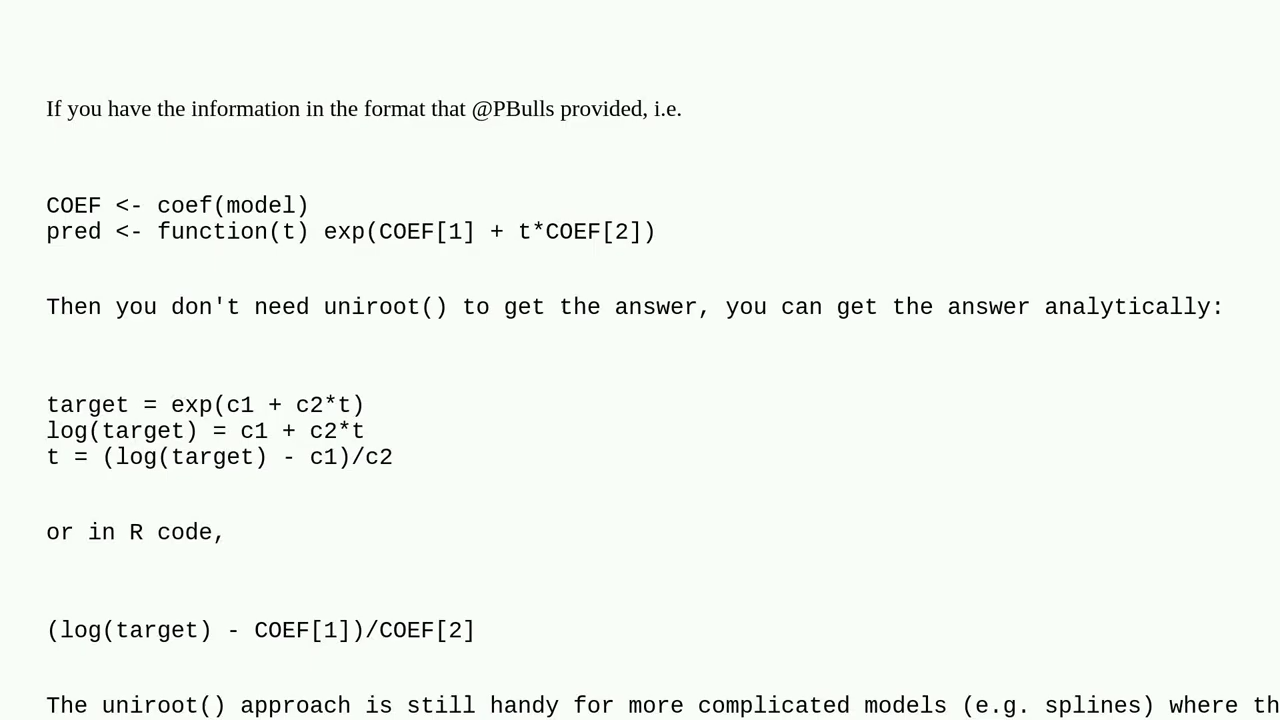 If you have the information in the format that @PBulls provided, i.e.
COEF <- coef(model)
pred <- function(t) exp(COEF[1] + t*COEF[2])
Then you don't need uniroot() to get the answer, you can get the answer analytically:
target = exp(c1 + c2*t)
log(target) = c1 + c2*t
t = (log(target) - c1)/c2
or in R code,
(log(target) - COEF[1])/COEF[2]
The uniroot() approach is still handy for more complicated models (e.g. splines) where